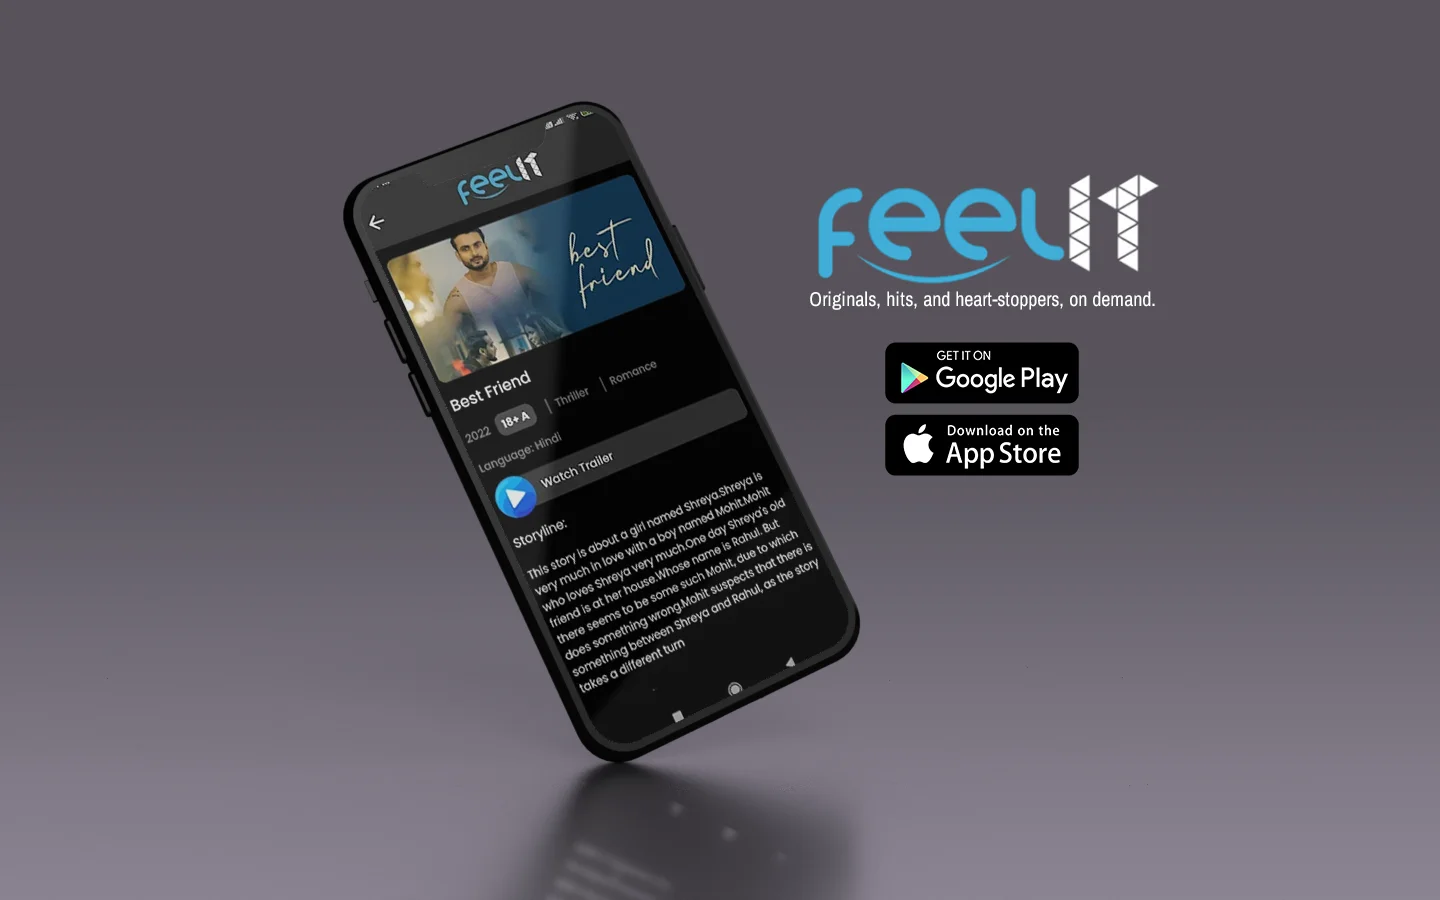 feelIT
best
friend
Best Friend
2022 18+ A | Thriller | Romance
Language: Hindi
Watch Trailer
Storyline:
This story is about a girl named Shreya.Shreya is
very much in love with a boy named Mohit.Mohit
who loves Shreya very much.One day Shreya's old
friend is at her house.Whose name is Rahul. But
there seems to be some such Mohit, due to which
does something wrong.Mohit suspects that there is
something between Shreya and Rahul, as the story
takes a different turn
feelIT
Originals, hits, and heart-stoppers, on demand.
GET IT ON
Google Play
Download on the
App Store